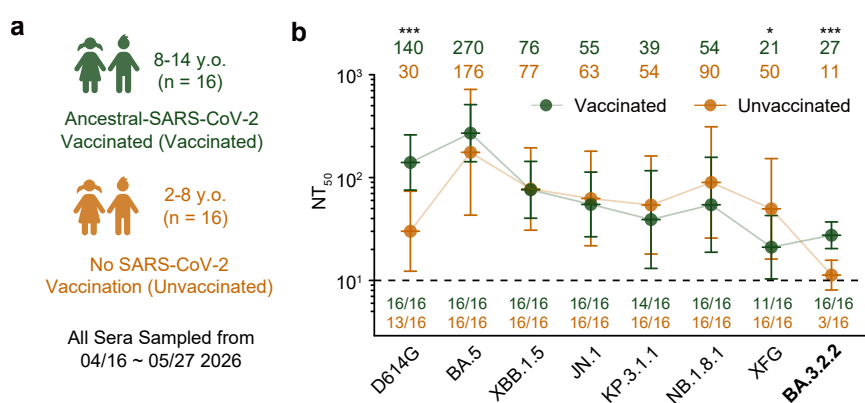 a
8-14 y.o.
(n = 16)
Ancestral-SARS-CoV-2
Vaccinated (Vaccinated)
2-8 y.o.
(n = 16)
No SARS-CoV-2
Vaccination (Unvaccinated)
All Sera Sampled from
04/16 ~ 05/27 2026
b
*** * ***
140 270 76 55 39 54 21 27
30 176 77 63 54 90 50 11
Vaccinated Unvaccinated
NT50
10³
10²
10¹
16/16 16/16 16/16 16/16 14/16 16/16 11/16 16/16
13/16 16/16 16/16 16/16 16/16 16/16 16/16 3/16
D614G BA.5 XBB.1.5 JN.1 KP.3.1.1 NB.1.8.1 XFG BA.3.2.2